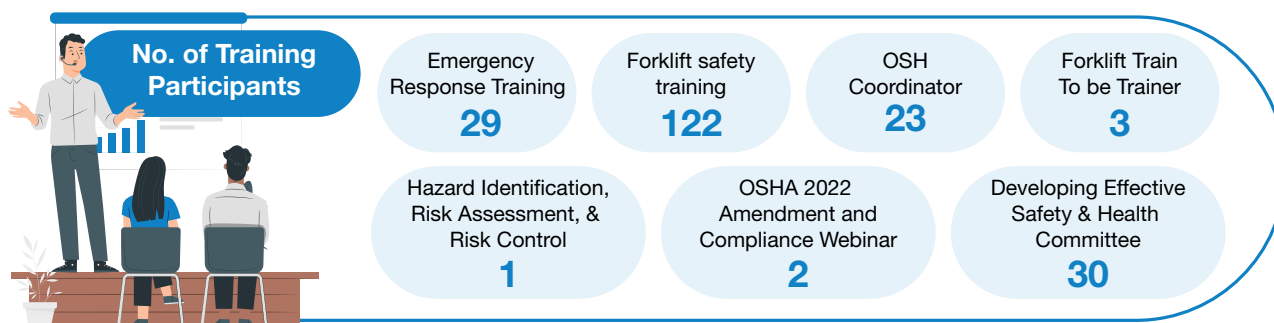 No. of Training
Participants
Emergency
Response Training
29
Forklift safety
training
122
OSH
Coordinator
23
Forklift Train
To be Trainer
3
Hazard Identification,
Risk Assessment, &
Risk Control
1
OSHA 2022
Amendment and
Compliance Webinar
2
Developing Effective
Safety & Health
Committee
30